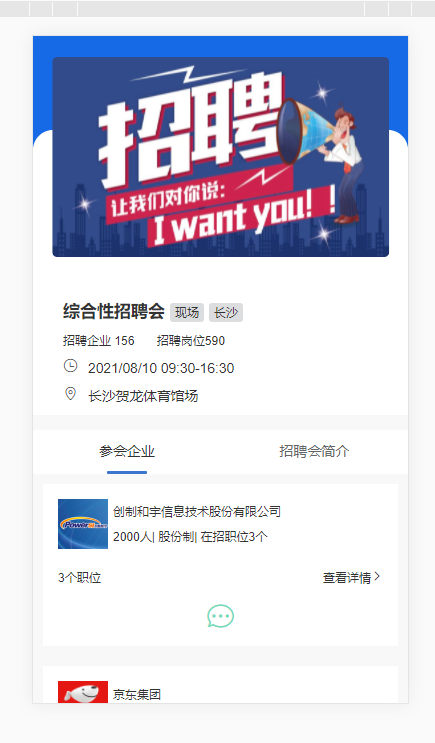 招聘
让我们对你说：
I want you! !
综合性招聘会 现场 长沙
招聘企业 156 招聘岗位590
2021/08/10 09:30-16:30
长沙贺龙体育馆场
参会企业 招聘会简介
创制和宇信息技术股份有限公司
2000人| 股份制| 在招职位3个
3个职位 查看详情
京东集团